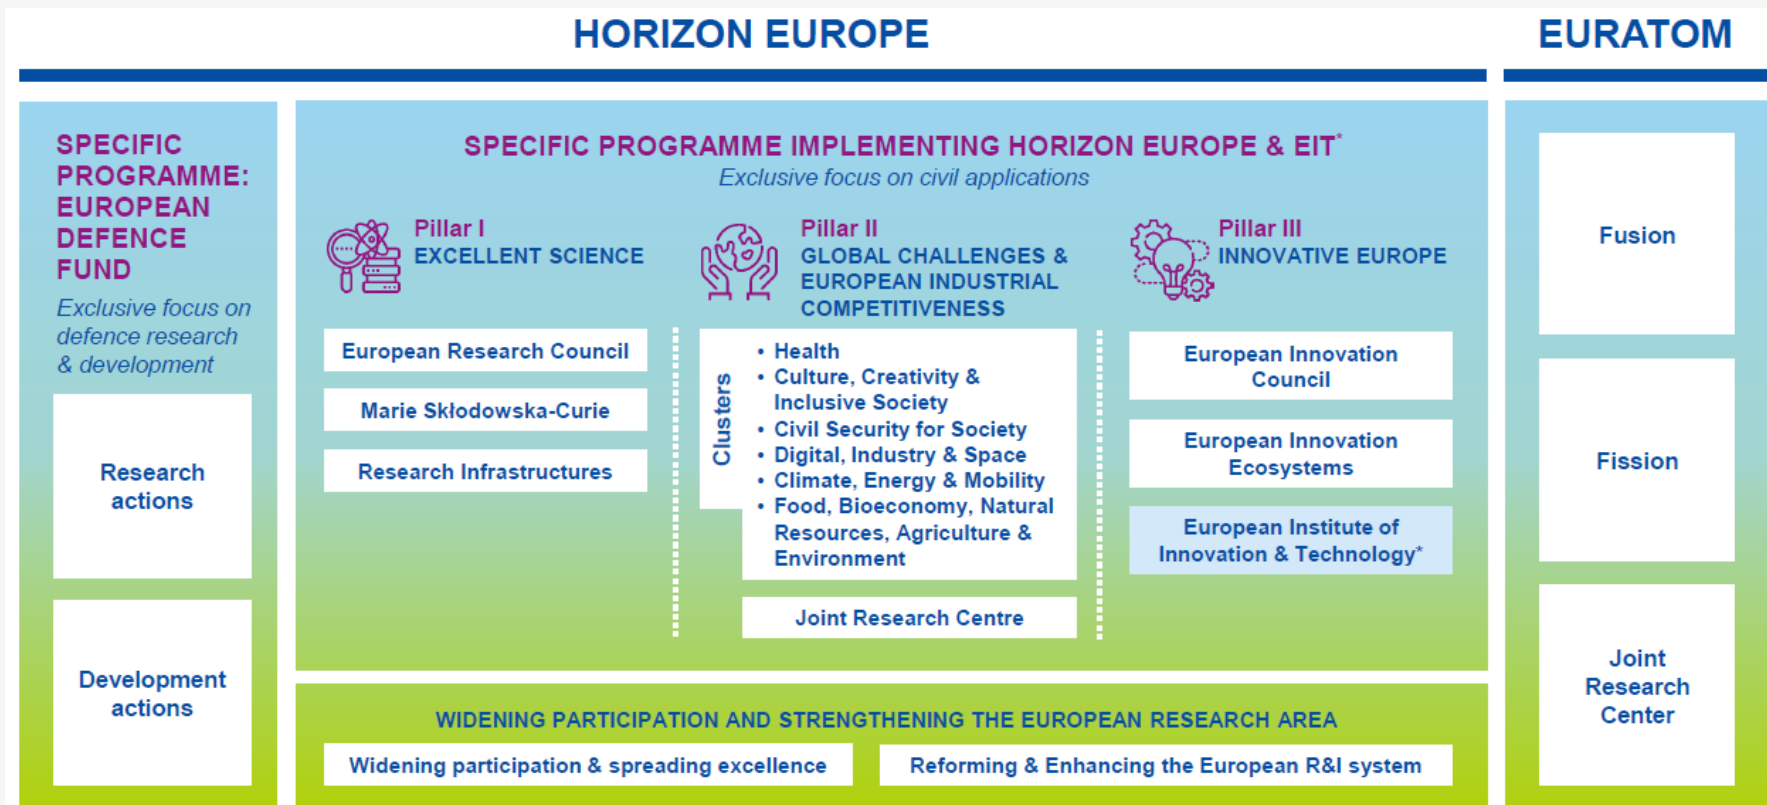 HORIZON EUROPE
EURATOM
SPECIFIC
PROGRAMME:
EUROPEAN
DEFENCE
FUND
Exclusive focus on
defence research
& development
Research
actions
Development
actions
SPECIFIC PROGRAMME IMPLEMENTING HORIZON EUROPE & EIT*
Exclusive focus on civil applications
Pillar I
EXCELLENT SCIENCE
European Research Council
Marie Skłodowska-Curie
Research Infrastructures
Pillar II
GLOBAL CHALLENGES &
EUROPEAN INDUSTRIAL
COMPETITIVENESS
Clusters
• Health
• Culture, Creativity &
Inclusive Society
• Civil Security for Society
• Digital, Industry & Space
• Climate, Energy & Mobility
• Food, Bioeconomy, Natural
Resources, Agriculture &
Environment
Joint Research Centre
Pillar III
INNOVATIVE EUROPE
European Innovation
Council
European Innovation
Ecosystems
European Institute of
Innovation & Technology*
WIDENING PARTICIPATION AND STRENGTHENING THE EUROPEAN RESEARCH AREA
Widening participation & spreading excellence
Reforming & Enhancing the European R&I system
Fusion
Fission
Joint
Research
Center